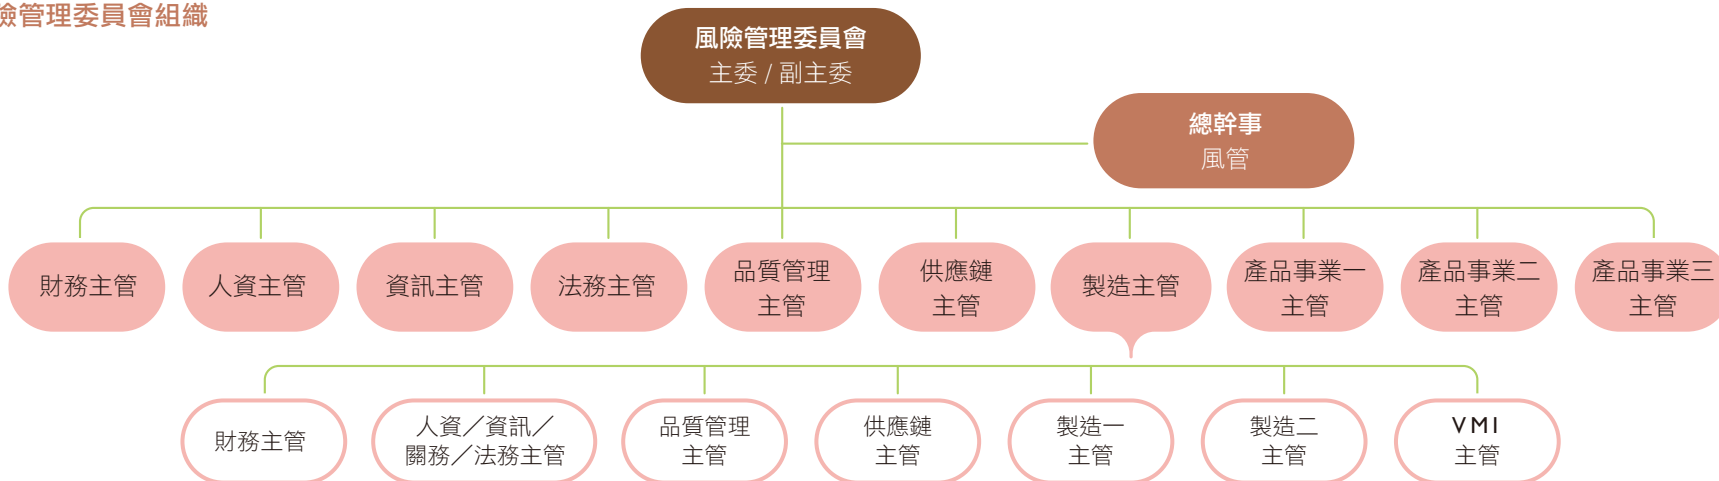 險管理委員會組織
風險管理委員會
主委 / 副主委
總幹事
風管
財務主管
人資主管
資訊主管
法務主管
品質管理
主管
供應鏈
主管
製造主管
產品事業一
主管
產品事業二
主管
產品事業三
主管
財務主管
人資／資訊／
關務／法務主管
品質管理
主管
供應鏈
主管
製造一
主管
製造二
主管
VMI
主管